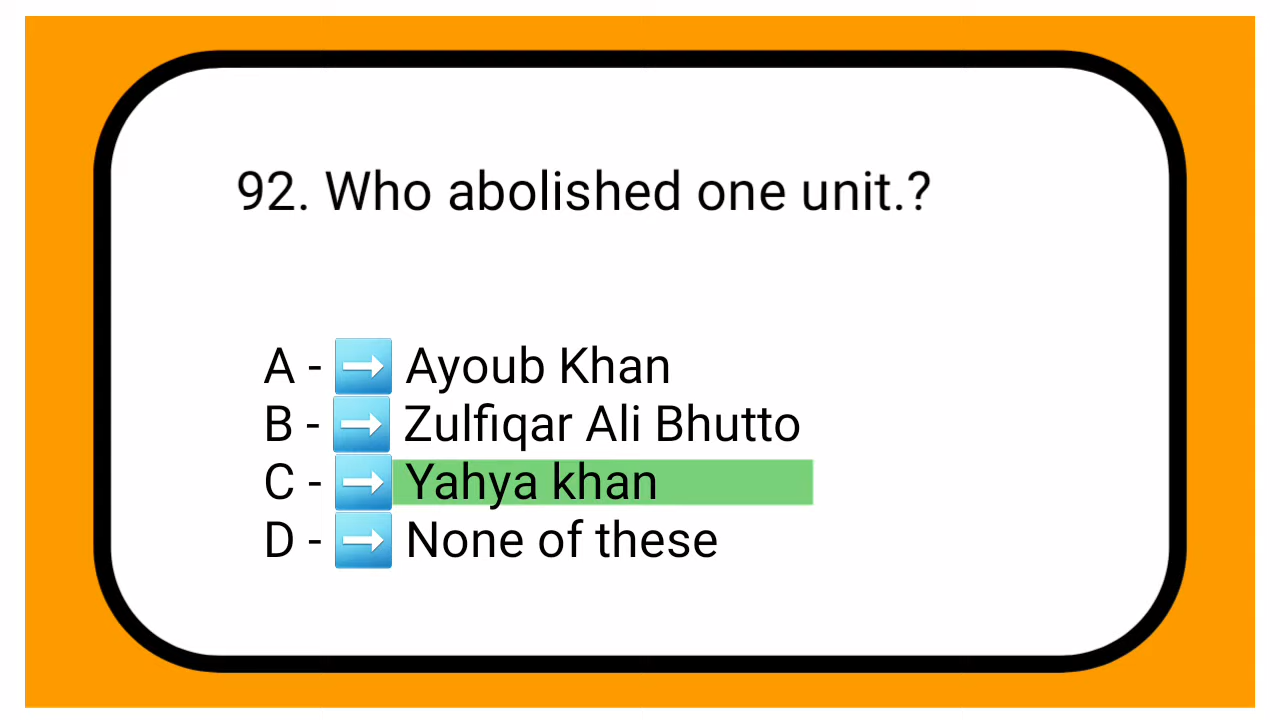 92. Who abolished one unit.?
A - ➡️ Ayoub Khan
B - ➡️ Zulfiqar Ali Bhutto
C - ➡️ Yahya khan
D - ➡️ None of these